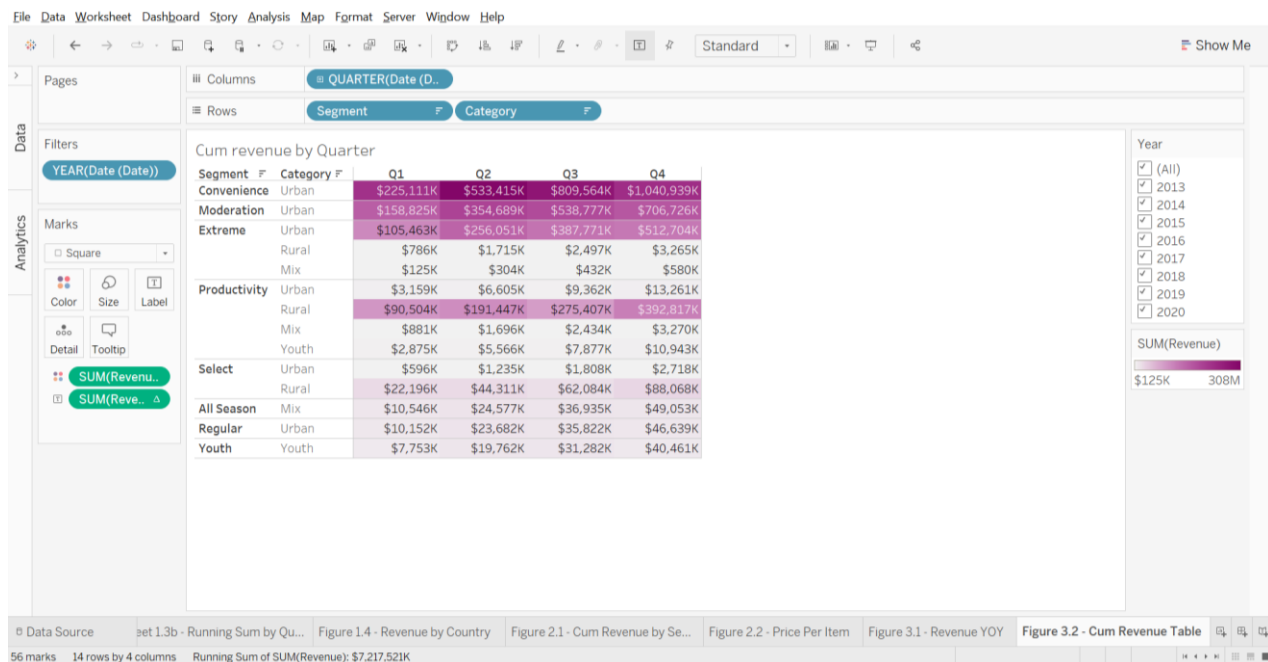 File Data Worksheet Dashboard Story Analysis Map Format Server Window Help
Standard
Show Me
Pages
Columns
QUARTER(Date (D..
Rows
Segment Category
Data
Analytics
Filters
YEAR(Date (Date))
Marks
Square
Color Size Label
Detail Tooltip
SUM(Revenu..
SUM(Reve.. Δ
Cum revenue by Quarter
Segment Category Q1 Q2 Q3 Q4
Convenience Urban $225,111K $533,415K $809,564K $1,040,939K
Moderation Urban $158,825K $354,689K $538,777K $706,726K
Extreme Urban $105,463K $256,051K $387,771K $512,704K
Rural $786K $1,715K $2,497K $3,265K
Mix $125K $304K $432K $580K
Productivity Urban $3,159K $6,605K $9,362K $13,261K
Rural $90,504K $191,447K $275,407K $392,817K
Mix $881K $1,696K $2,434K $3,270K
Youth $2,875K $5,566K $7,877K $10,943K
Select Urban $596K $1,235K $1,808K $2,718K
Rural $22,196K $44,311K $62,084K $88,068K
All Season Mix $10,546K $24,577K $36,935K $49,053K
Regular Urban $10,152K $23,682K $35,822K $46,639K
Youth Youth $7,753K $19,762K $31,282K $40,461K
Year
(All)
2013
2014
2015
2016
2017
2018
2019
2020
SUM(Revenue)
$125K 308M
Data Source eet 1.3b - Running Sum by Qu... Figure 1.4 - Revenue by Country Figure 2.1 - Cum Revenue by Se... Figure 2.2 - Price Per Item Figure 3.1 - Revenue YOY Figure 3.2 - Cum Revenue Table
56 marks 14 rows by 4 columns Running Sum of SUM(Revenue): $7,217,521K